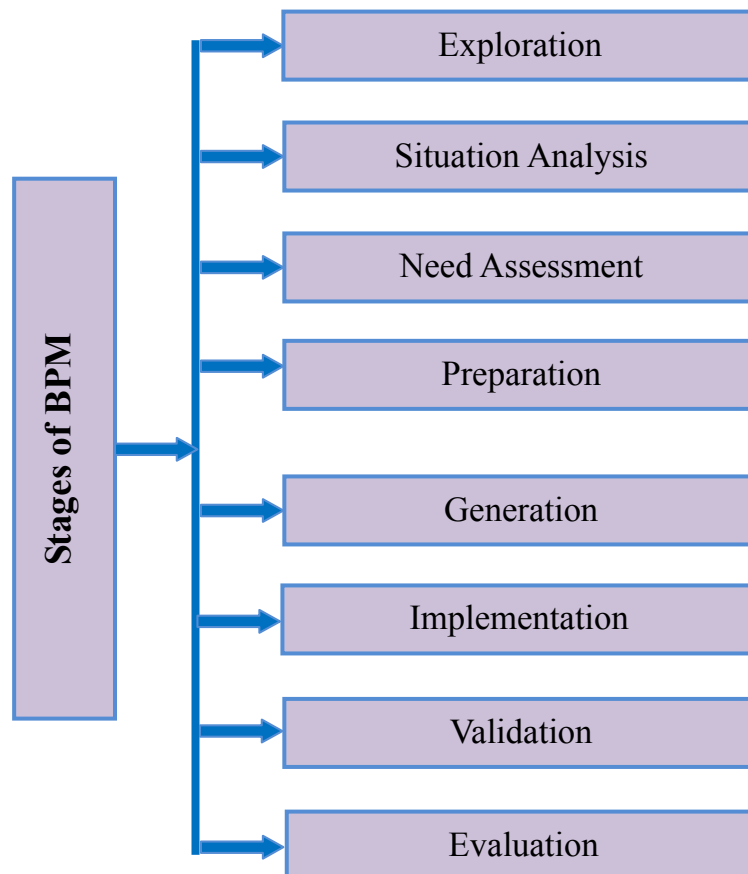 Stages of BPM
Exploration
Situation Analysis
Need Assessment
Preparation
Generation
Implementation
Validation
Evaluation